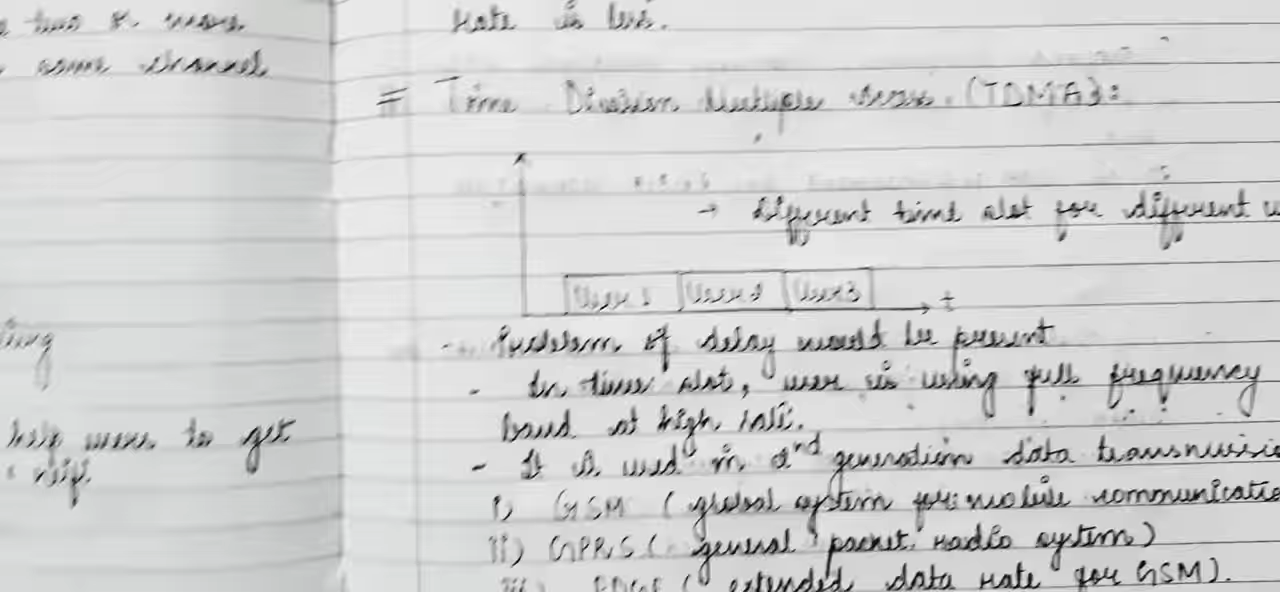 two or more
same channel
help user to get
Rate is less.
= Time Division Multiple access (TDMA):
→ different time slot for different
User 1 User 2 User 3 t
- Problem of delay would be present
- In time slot, user is using full frequency
band at high rate.
- It is used in 2nd generation data transmissio
i) GSM (global system for mobile communicatio
ii) GPRS (general packet radio system)
iii) EDGE (extended data rate for GSM).